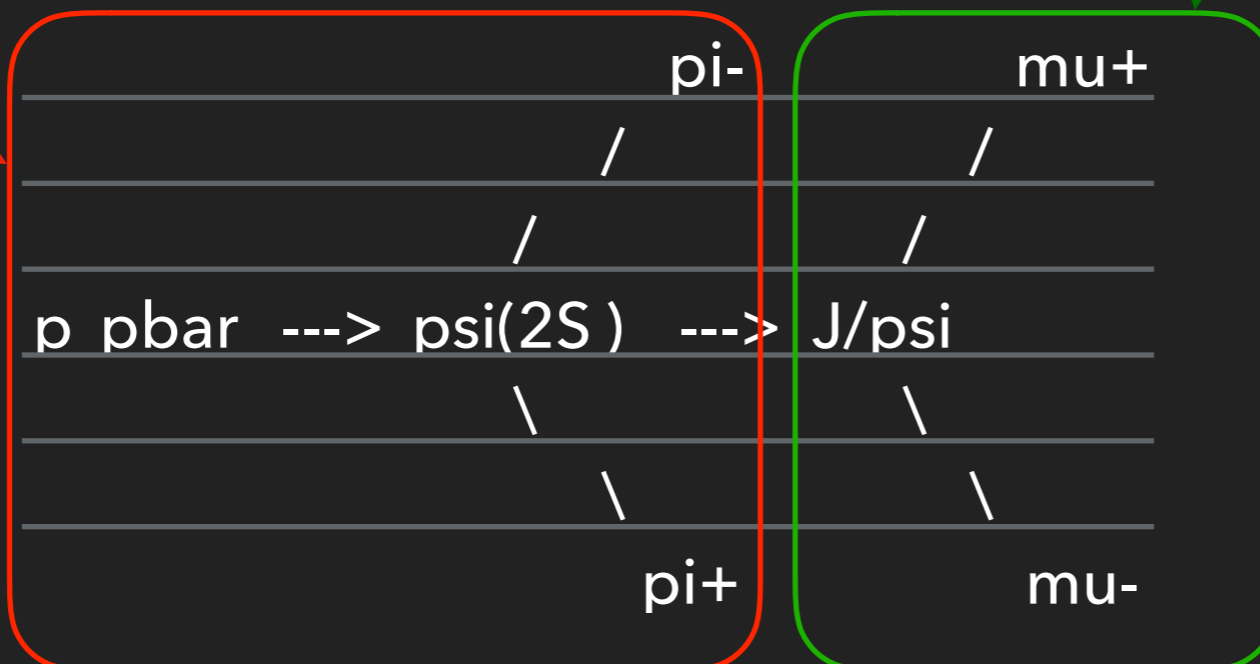 pi- mu+
/ /
/ /
p pbar ---> psi(2S ) ---> J/psi
\ \
\ \
pi+ mu-